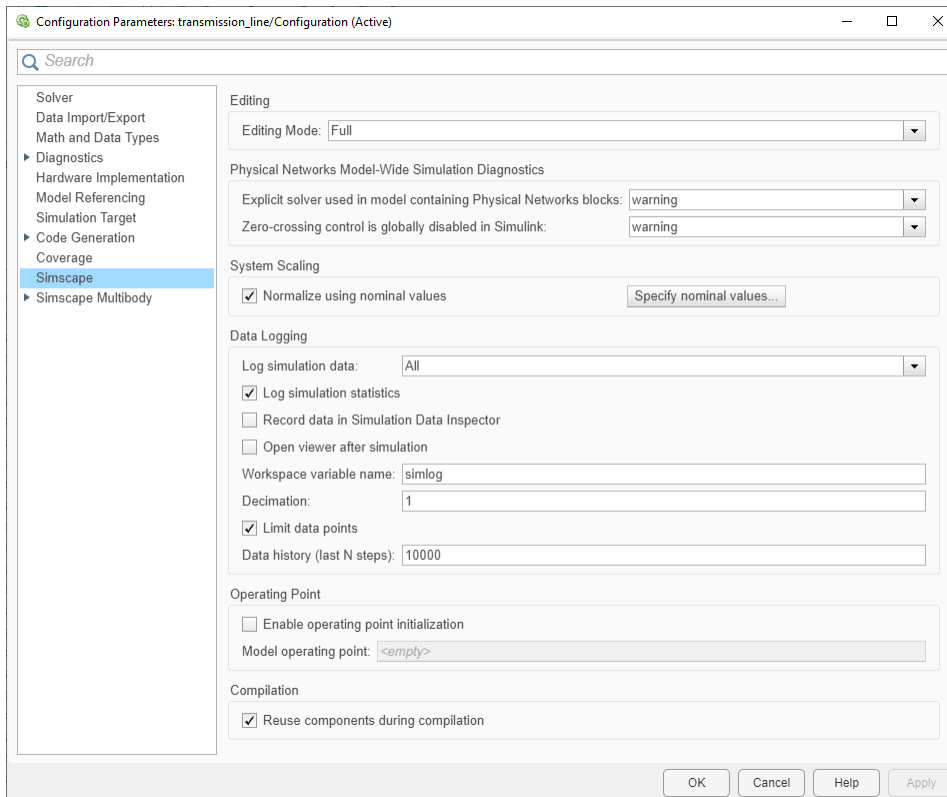 Configuration Parameters: transmission_line/Configuration (Active)
Search
Solver
Data Import/Export
Math and Data Types
Diagnostics
Hardware Implementation
Model Referencing
Simulation Target
Code Generation
Coverage
Simscape
Simscape Multibody
Editing
Editing Mode: Full
Physical Networks Model-Wide Simulation Diagnostics
Explicit solver used in model containing Physical Networks blocks: warning
Zero-crossing control is globally disabled in Simulink: warning
System Scaling
Normalize using nominal values Specify nominal values...
Data Logging
Log simulation data: All
Log simulation statistics
Record data in Simulation Data Inspector
Open viewer after simulation
Workspace variable name: simlog
Decimation: 1
Limit data points
Data history (last N steps): 10000
Operating Point
Enable operating point initialization
Model operating point: <empty>
Compilation
Reuse components during compilation
OK Cancel Help Apply